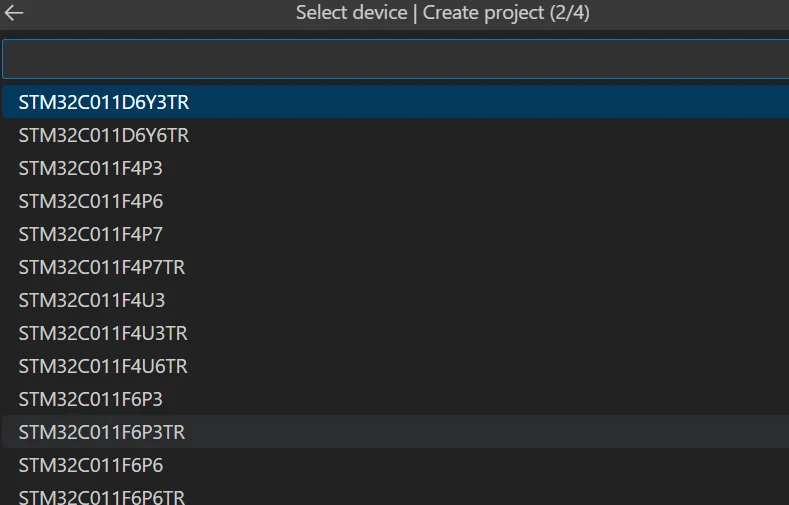 Select device | Create project (2/4)
STM32C011D6Y3TR
STM32C011D6Y6TR
STM32C011F4P3
STM32C011F4P6
STM32C011F4P7
STM32C011F4P7TR
STM32C011F4U3
STM32C011F4U3TR
STM32C011F4U6TR
STM32C011F6P3
STM32C011F6P3TR
STM32C011F6P6
STM32C011F6P6TR